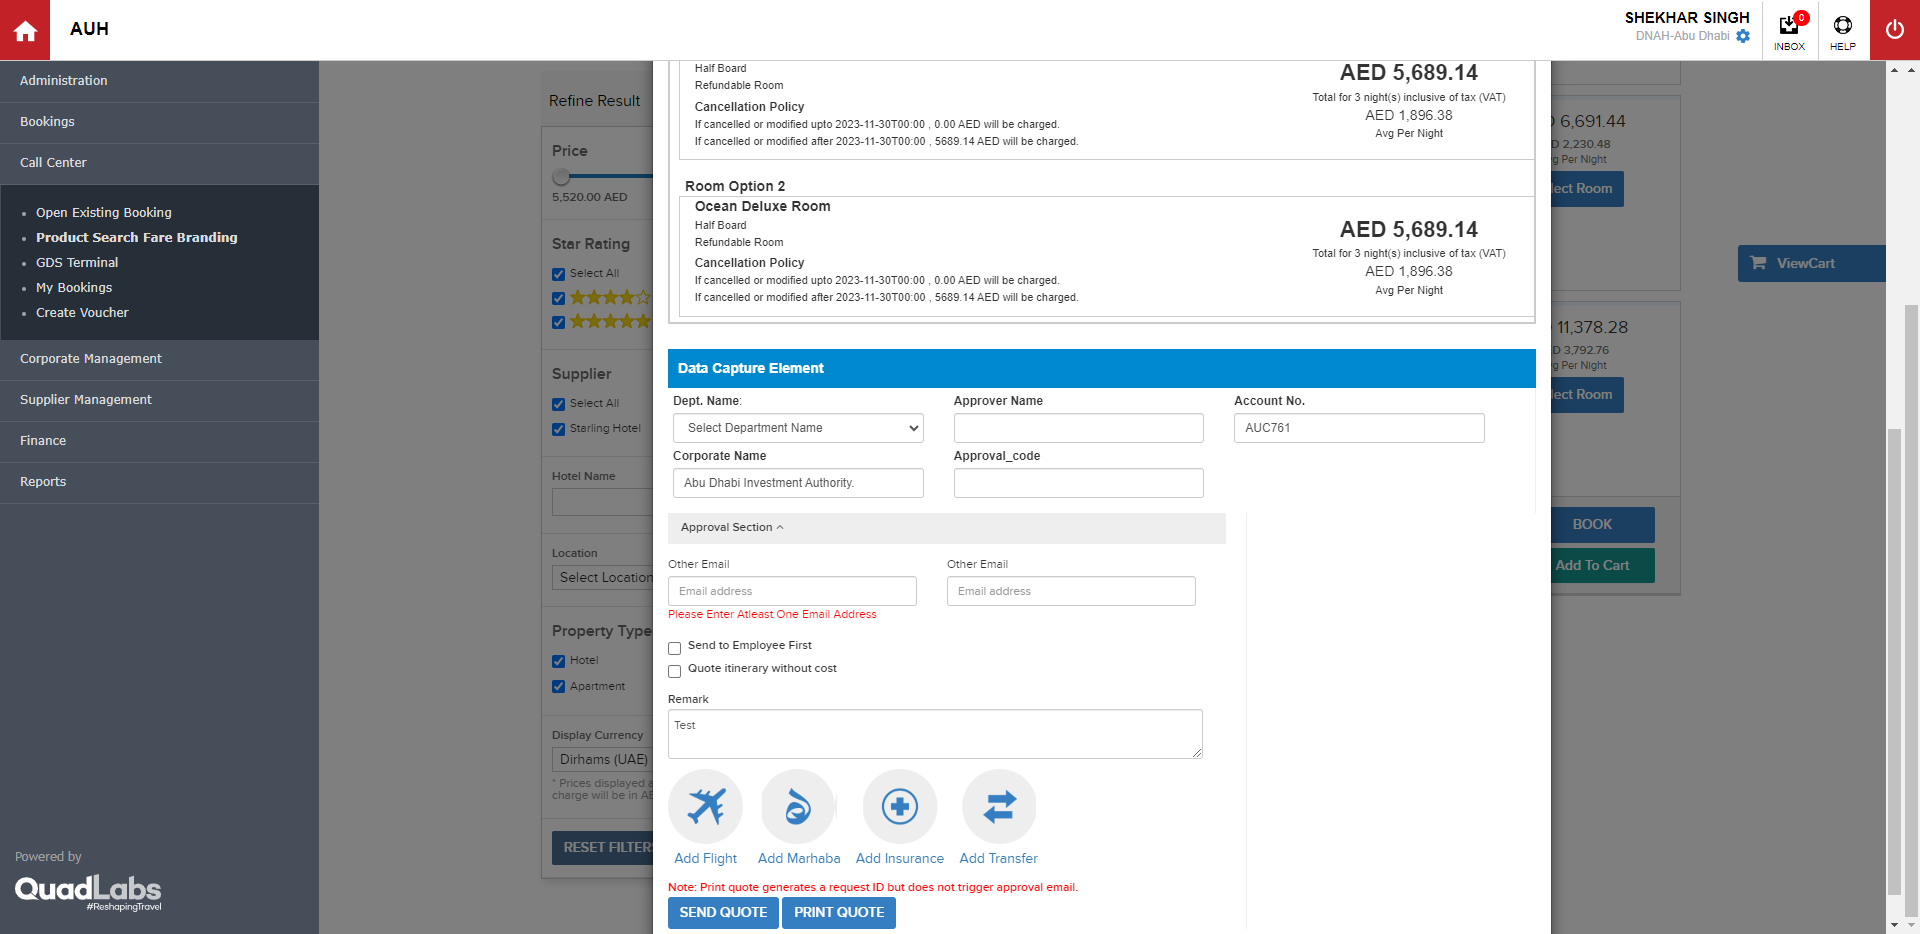 AUH
SHEKHAR SINGH
DNAH-Abu Dhabi
0
INBOX
HELP
Administration
Bookings
Call Center
Open Existing Booking
Product Search Fare Branding
GDS Terminal
My Bookings
Create Voucher
Corporate Management
Supplier Management
Finance
Reports
Powered by
QuadLabs
#ReshapingTravel
Refine Result
Price
5,520.00 AED
Star Rating
Select All
Supplier
Select All
Starling Hotel
Hotel Name
Location
Select Location
Property Type
Hotel
Apartment
Display Currency
Dirhams (UAE)
* Prices displayed
charge will be in
RESET FILTER
Half Board
Refundable Room
Cancellation Policy
If cancelled or modified upto 2023-11-30T00:00 , 0.00 AED will be charged.
If cancelled or modified after 2023-11-30T00:00 , 5689.14 AED will be charged.
AED 5,689.14
Total for 3 night(s) inclusive of tax (VAT)
AED 1,896.38
Avg Per Night
Room Option 2
Ocean Deluxe Room
Half Board
Refundable Room
Cancellation Policy
If cancelled or modified upto 2023-11-30T00:00 , 0.00 AED will be charged.
If cancelled or modified after 2023-11-30T00:00 , 5689.14 AED will be charged.
AED 5,689.14
Total for 3 night(s) inclusive of tax (VAT)
AED 1,896.38
Avg Per Night
Data Capture Element
Dept. Name:
Approver Name
Account No.
Select Department Name
AUC761
Corporate Name
Approval_code
Abu Dhabi Investment Authority.
Approval Section
Other Email
Other Email
Email address
Email address
Please Enter Atleast One Email Address
Send to Employee First
Quote itinerary without cost
Remark
Test
Add Flight
Add Marhaba
Add Insurance
Add Transfer
Note: Print quote generates a request ID but does not trigger approval email.
SEND QUOTE
PRINT QUOTE
6,691.44
D 2,230.48
g Per Night
lect Room
ViewCart
11,378.28
D 3,792.76
g Per Night
lect Room
BOOK
Add To Cart